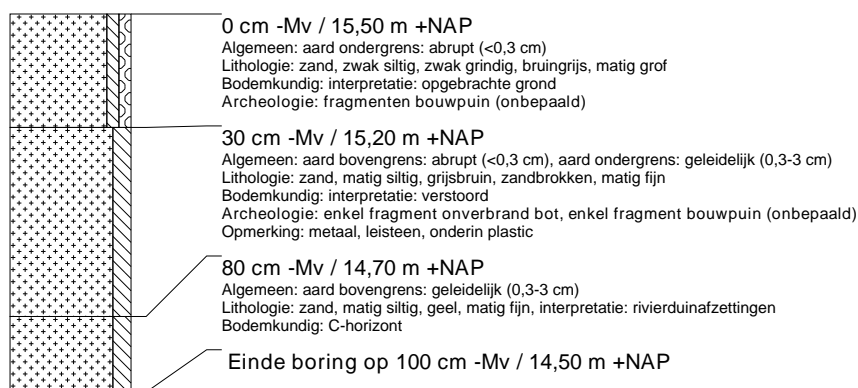 0 cm -Mv / 15,50 m +NAP
Algemeen: aard ondergrens: abrupt (<0,3 cm)
Lithologie: zand, zwak siltig, zwak grindig, bruingrijs, matig grof
Bodemkundig: interpretatie: opgebrachte grond
Archeologie: fragmenten bouwpuin (onbepaald)
30 cm -Mv / 15,20 m +NAP
Algemeen: aard bovengrens: abrupt (<0,3 cm), aard ondergrens: geleidelijk (0,3-3 cm)
Lithologie: zand, matig siltig, grijsbruin, zandbrokken, matig fijn
Bodemkundig: interpretatie: verstoord
Archeologie: enkel fragment onverbrand bot, enkel fragment bouwpuin (onbepaald)
Opmerking: metaal, leisteen, onderin plastic
80 cm -Mv / 14,70 m +NAP
Algemeen: aard bovengrens: geleidelijk (0,3-3 cm)
Lithologie: zand, matig siltig, geel, matig fijn, interpretatie: rivierduinafzettingen
Bodemkundig: C-horizont
Einde boring op 100 cm -Mv / 14,50 m +NAP